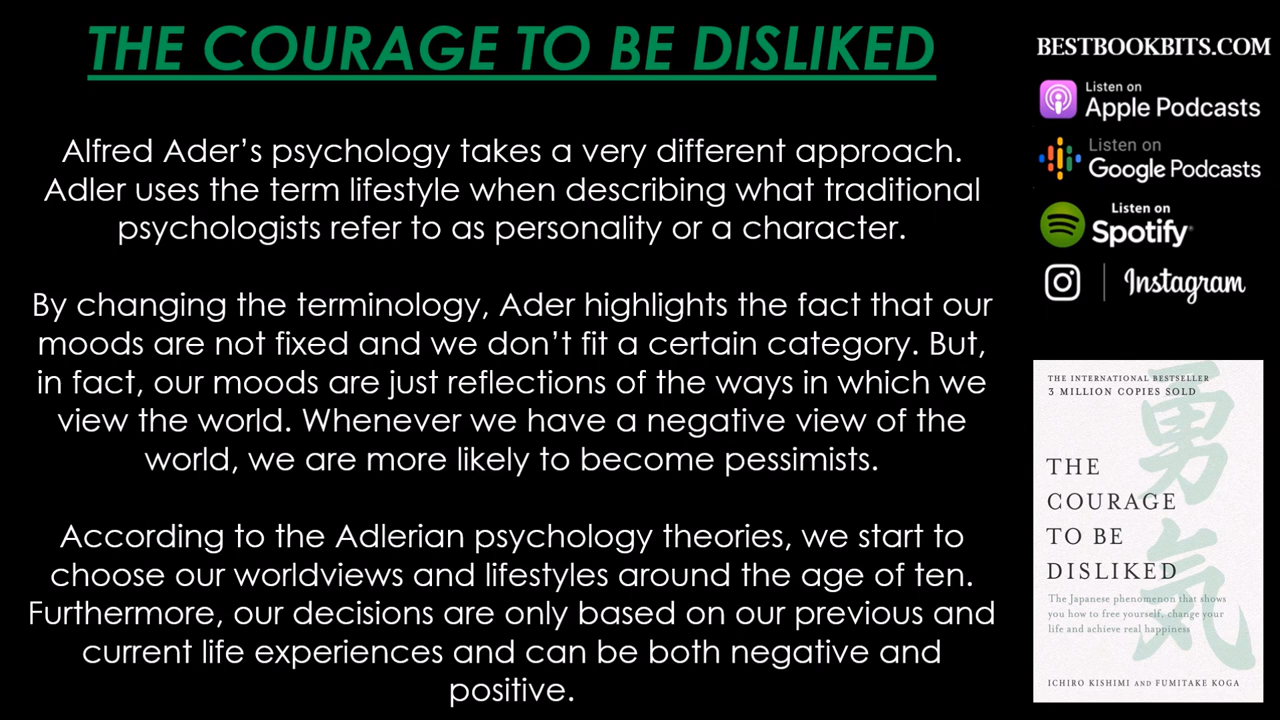 THE COURAGE TO BE DISLIKED
Alfred Ader’s psychology takes a very different approach.
Adler uses the term lifestyle when describing what traditional
psychologists refer to as personality or a character.
By changing the terminology, Ader highlights the fact that our
moods are not fixed and we don’t fit a certain category. But,
in fact, our moods are just reflections of the ways in which we
view the world. Whenever we have a negative view of the
world, we are more likely to become pessimists.
According to the Adlerian psychology theories, we start to
choose our worldviews and lifestyles around the age of ten.
Furthermore, our decisions are only based on our previous and
current life experiences and can be both negative and
positive.
BESTBOOKBITS.COM
Listen on
Apple Podcasts
Listen on
Google Podcasts
Listen on
Spotify
Instagram
THE INTERNATIONAL BESTSELLER
3 MILLION COPIES SOLD
勇気
THE
COURAGE
TO BE
DISLIKED
The Japanese phenomenon that shows
you how to free yourself, change your
life and achieve real happiness
ICHIRO KISHIMI AND FUMITAKE KOGA